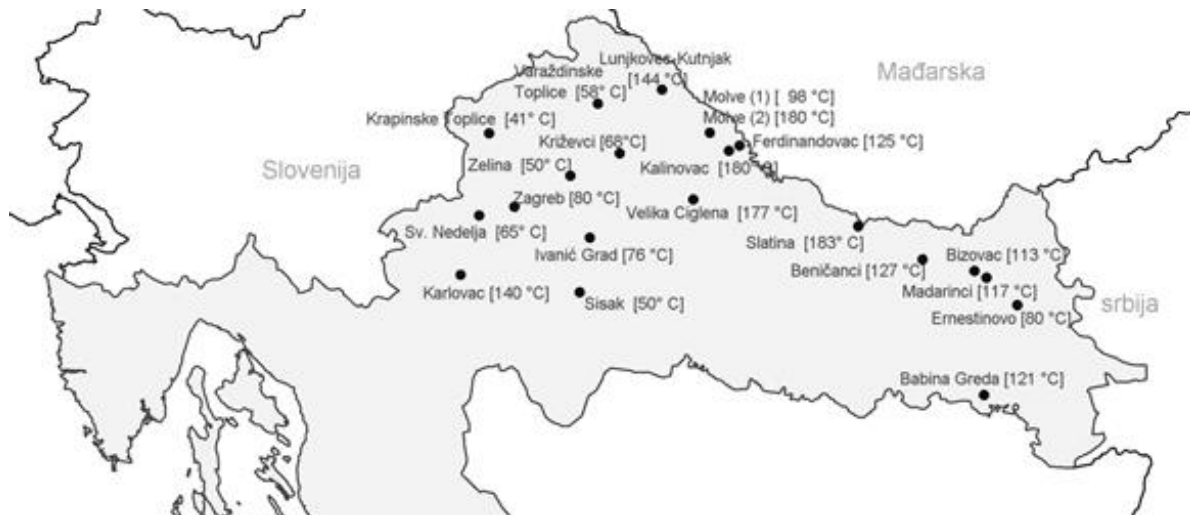 Lunjkovec-Kutnjak
[144 °C]
Varaždinske
Toplice [58° C]
Mađarska
Molve (1) [ 98 °C]
Molve (2) [180 °C]
Krapinske Toplice [41° C]
Križevci [68°C]
Ferdinandovac [125 °C]
Slovenija
Zelina [50° C]
Kalinovac [180 °C]
Zagreb [80 °C]
Velika Ciglena [177 °C]
Sv. Nedelja [65° C]
Slatina [183° C]
Ivanić Grad [76 °C]
Bizovac [113 °C]
Beničanci [127 °C]
Karlovac [140 °C]
Sisak [50° C]
Madarinci [117 °C]
srbija
Ernestinovo [80 °C]
Babina Greda [121 °C]